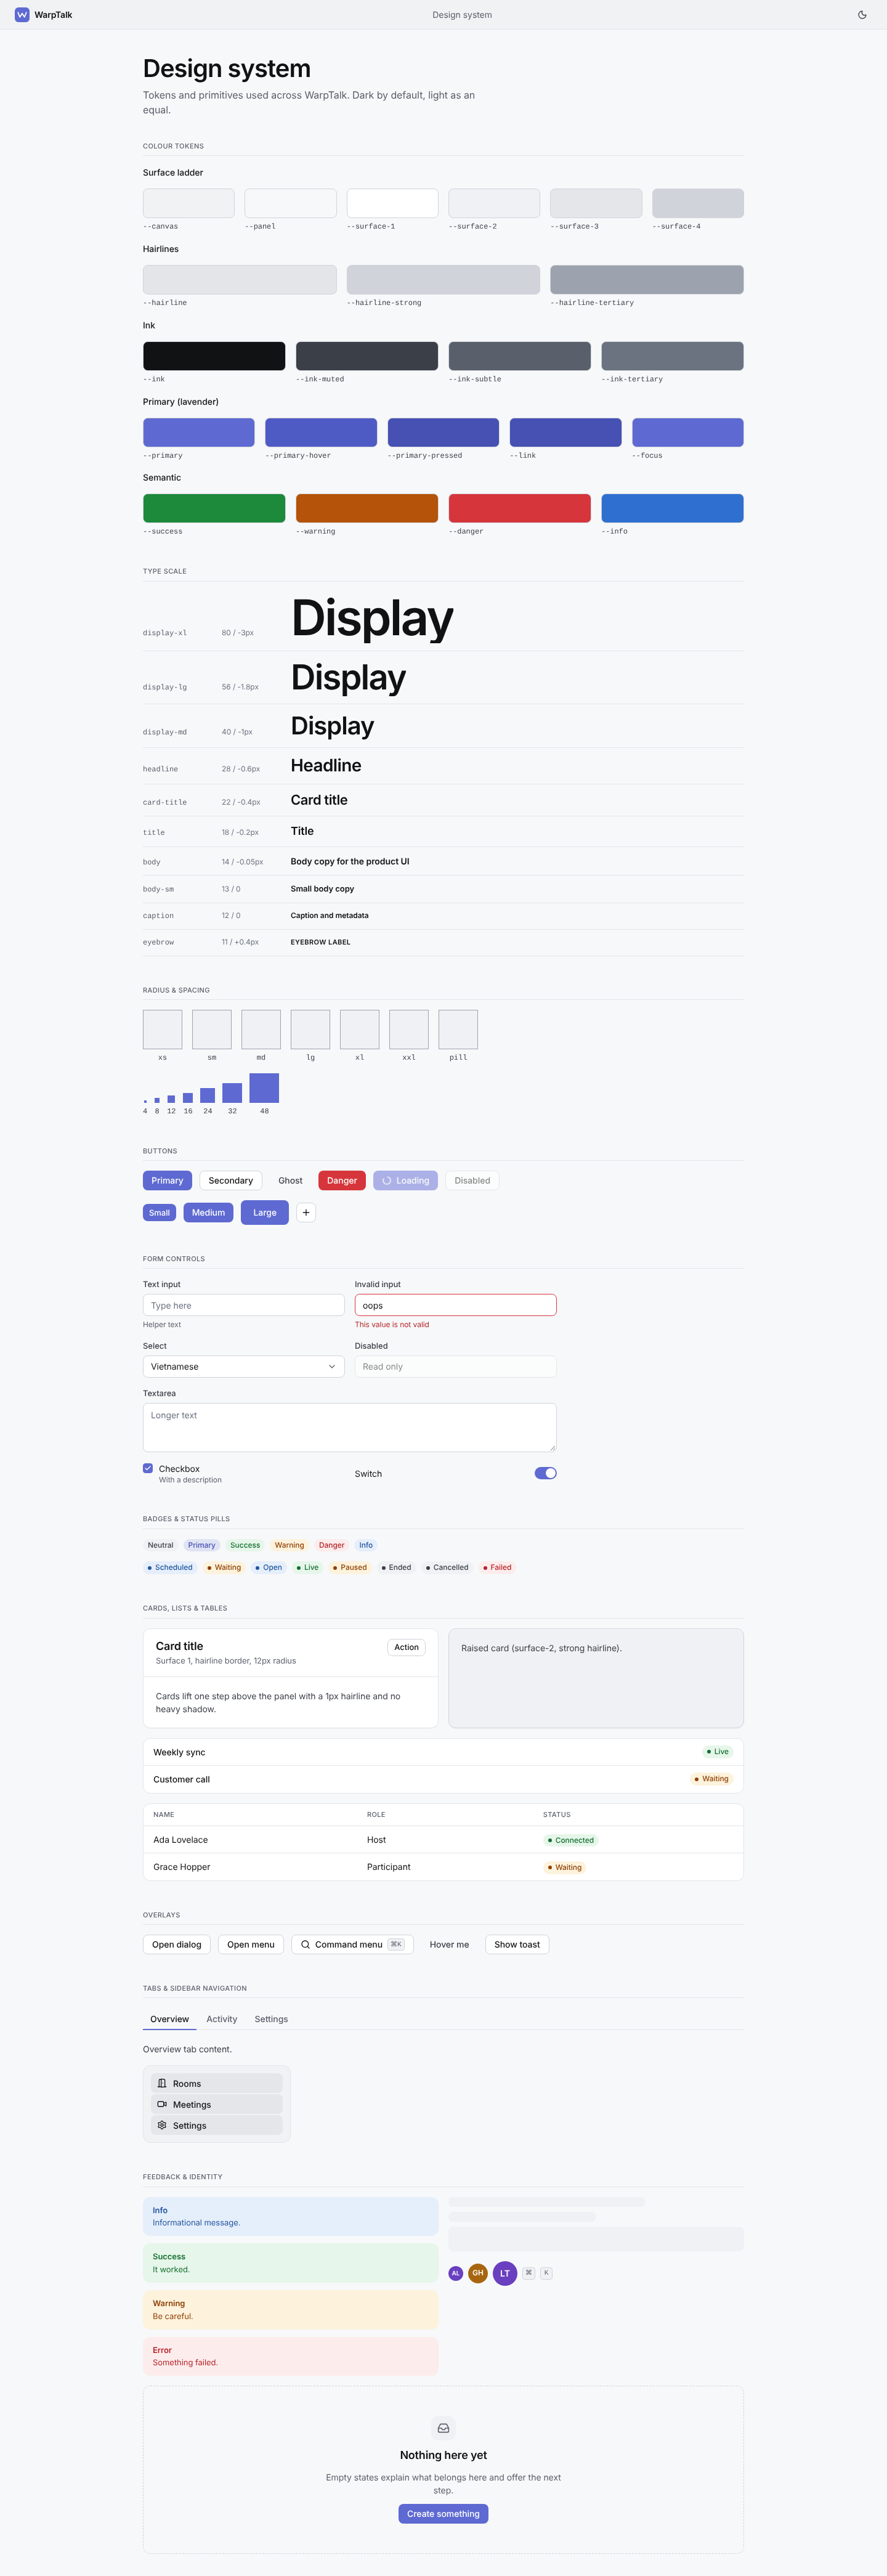 WarpTalk
Design system
Design system
Tokens and primitives used across WarpTalk. Dark by default, light as an
equal.
COLOUR TOKENS
Surface ladder
--canvas --panel --surface-1 --surface-2 --surface-3 --surface-4
Hairlines
--hairline --hairline-strong --hairline-tertiary
Ink
--ink --ink-muted --ink-subtle --ink-tertiary
Primary (lavender)
--primary --primary-hover --primary-pressed --link --focus
Semantic
--success --warning --danger --info
TYPE SCALE
display-xl 80 / -3px Display
display-lg 56 / -1.8px Display
display-md 40 / -1px Display
headline 28 / -0.6px Headline
card-title 22 / -0.4px Card title
title 18 / -0.2px Title
body 14 / -0.05px Body copy for the product UI
body-sm 13 / 0 Small body copy
caption 12 / 0 Caption and metadata
eyebrow 11 / +0.4px EYEBROW LABEL
RADIUS & SPACING
xs sm md lg xl xxl pill
4 8 12 16 24 32 48
BUTTONS
Primary Secondary Ghost Danger Loading Disabled
Small Medium Large +
FORM CONTROLS
Text input Invalid input
Type here oops
Helper text This value is not valid
Select Disabled
Vietnamese Read only
Textarea
Longer text
Checkbox Switch
With a description
BADGES & STATUS PILLS
Neutral Primary Success Warning Danger Info
Scheduled Waiting Open Live Paused Ended Cancelled Failed
CARDS, LISTS & TABLES
Card title Action Raised card (surface-2, strong hairline).
Surface 1, hairline border, 12px radius
Cards lift one step above the panel with a 1px hairline and no
heavy shadow.
Weekly sync Live
Customer call Waiting
NAME ROLE STATUS
Ada Lovelace Host Connected
Grace Hopper Participant Waiting
OVERLAYS
Open dialog Open menu Command menu ⌘K Hover me Show toast
TABS & SIDEBAR NAVIGATION
Overview Activity Settings
Overview tab content.
Rooms
Meetings
Settings
FEEDBACK & IDENTITY
Info
Informational message.
Success
It worked.
AL GH LT ⌘ K
Warning
Be careful.
Error
Something failed.
Nothing here yet
Empty states explain what belongs here and offer the next
step.
Create something